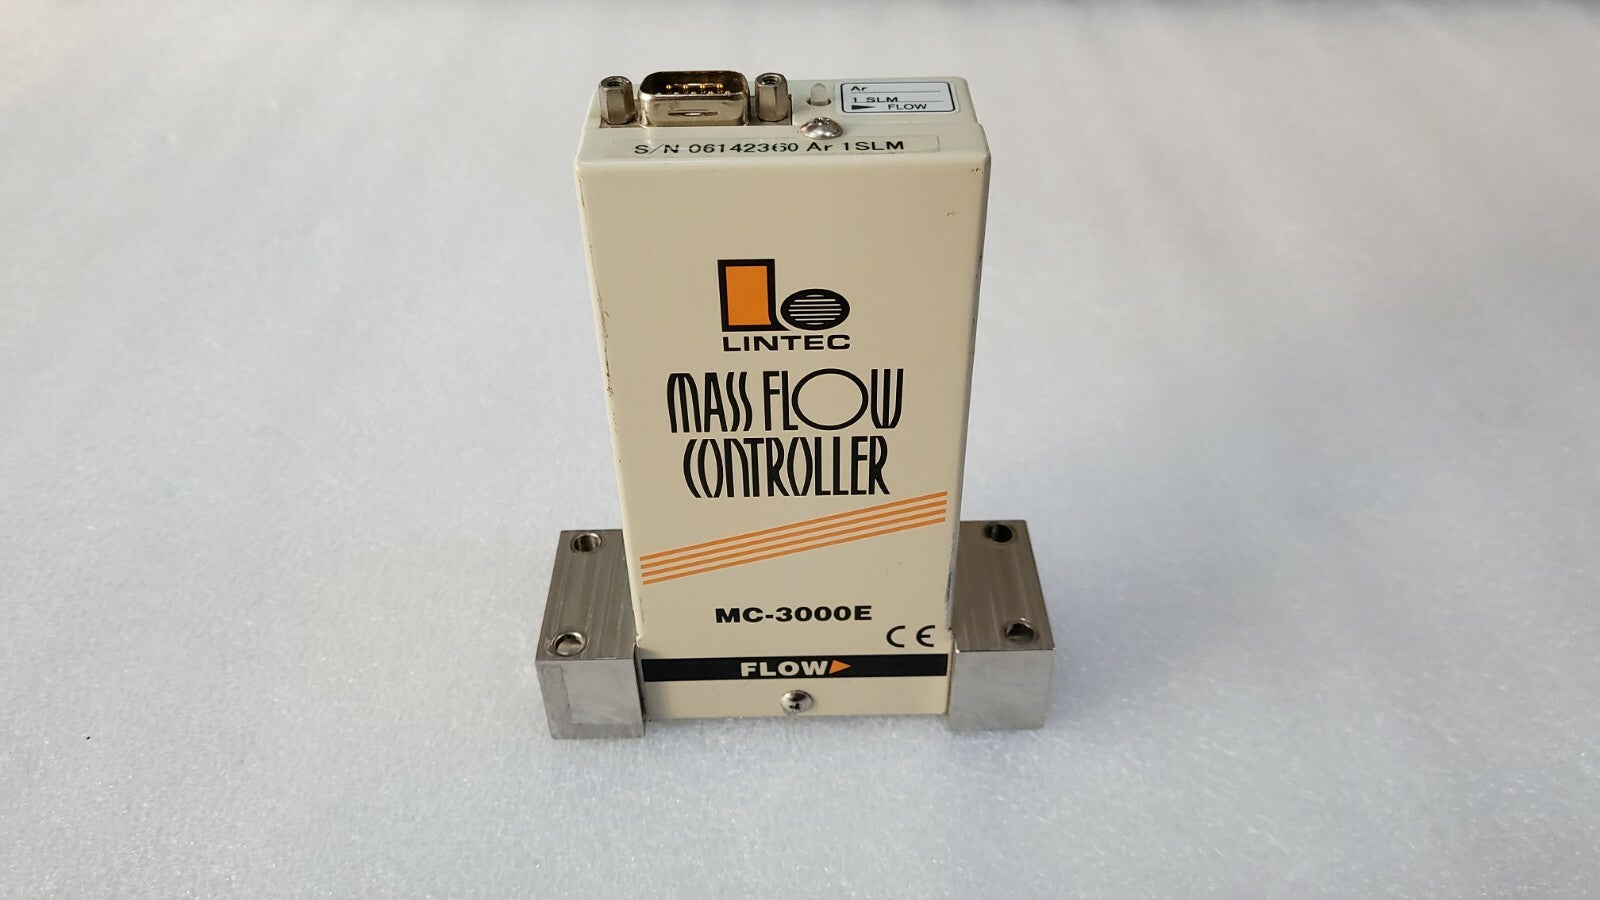 Ar
1 SLM
FLOW
S/N 06142360 Ar 1SLM
LINTEC
MASS FLOW
CONTROLLER
MC-3000E
CE
FLOW